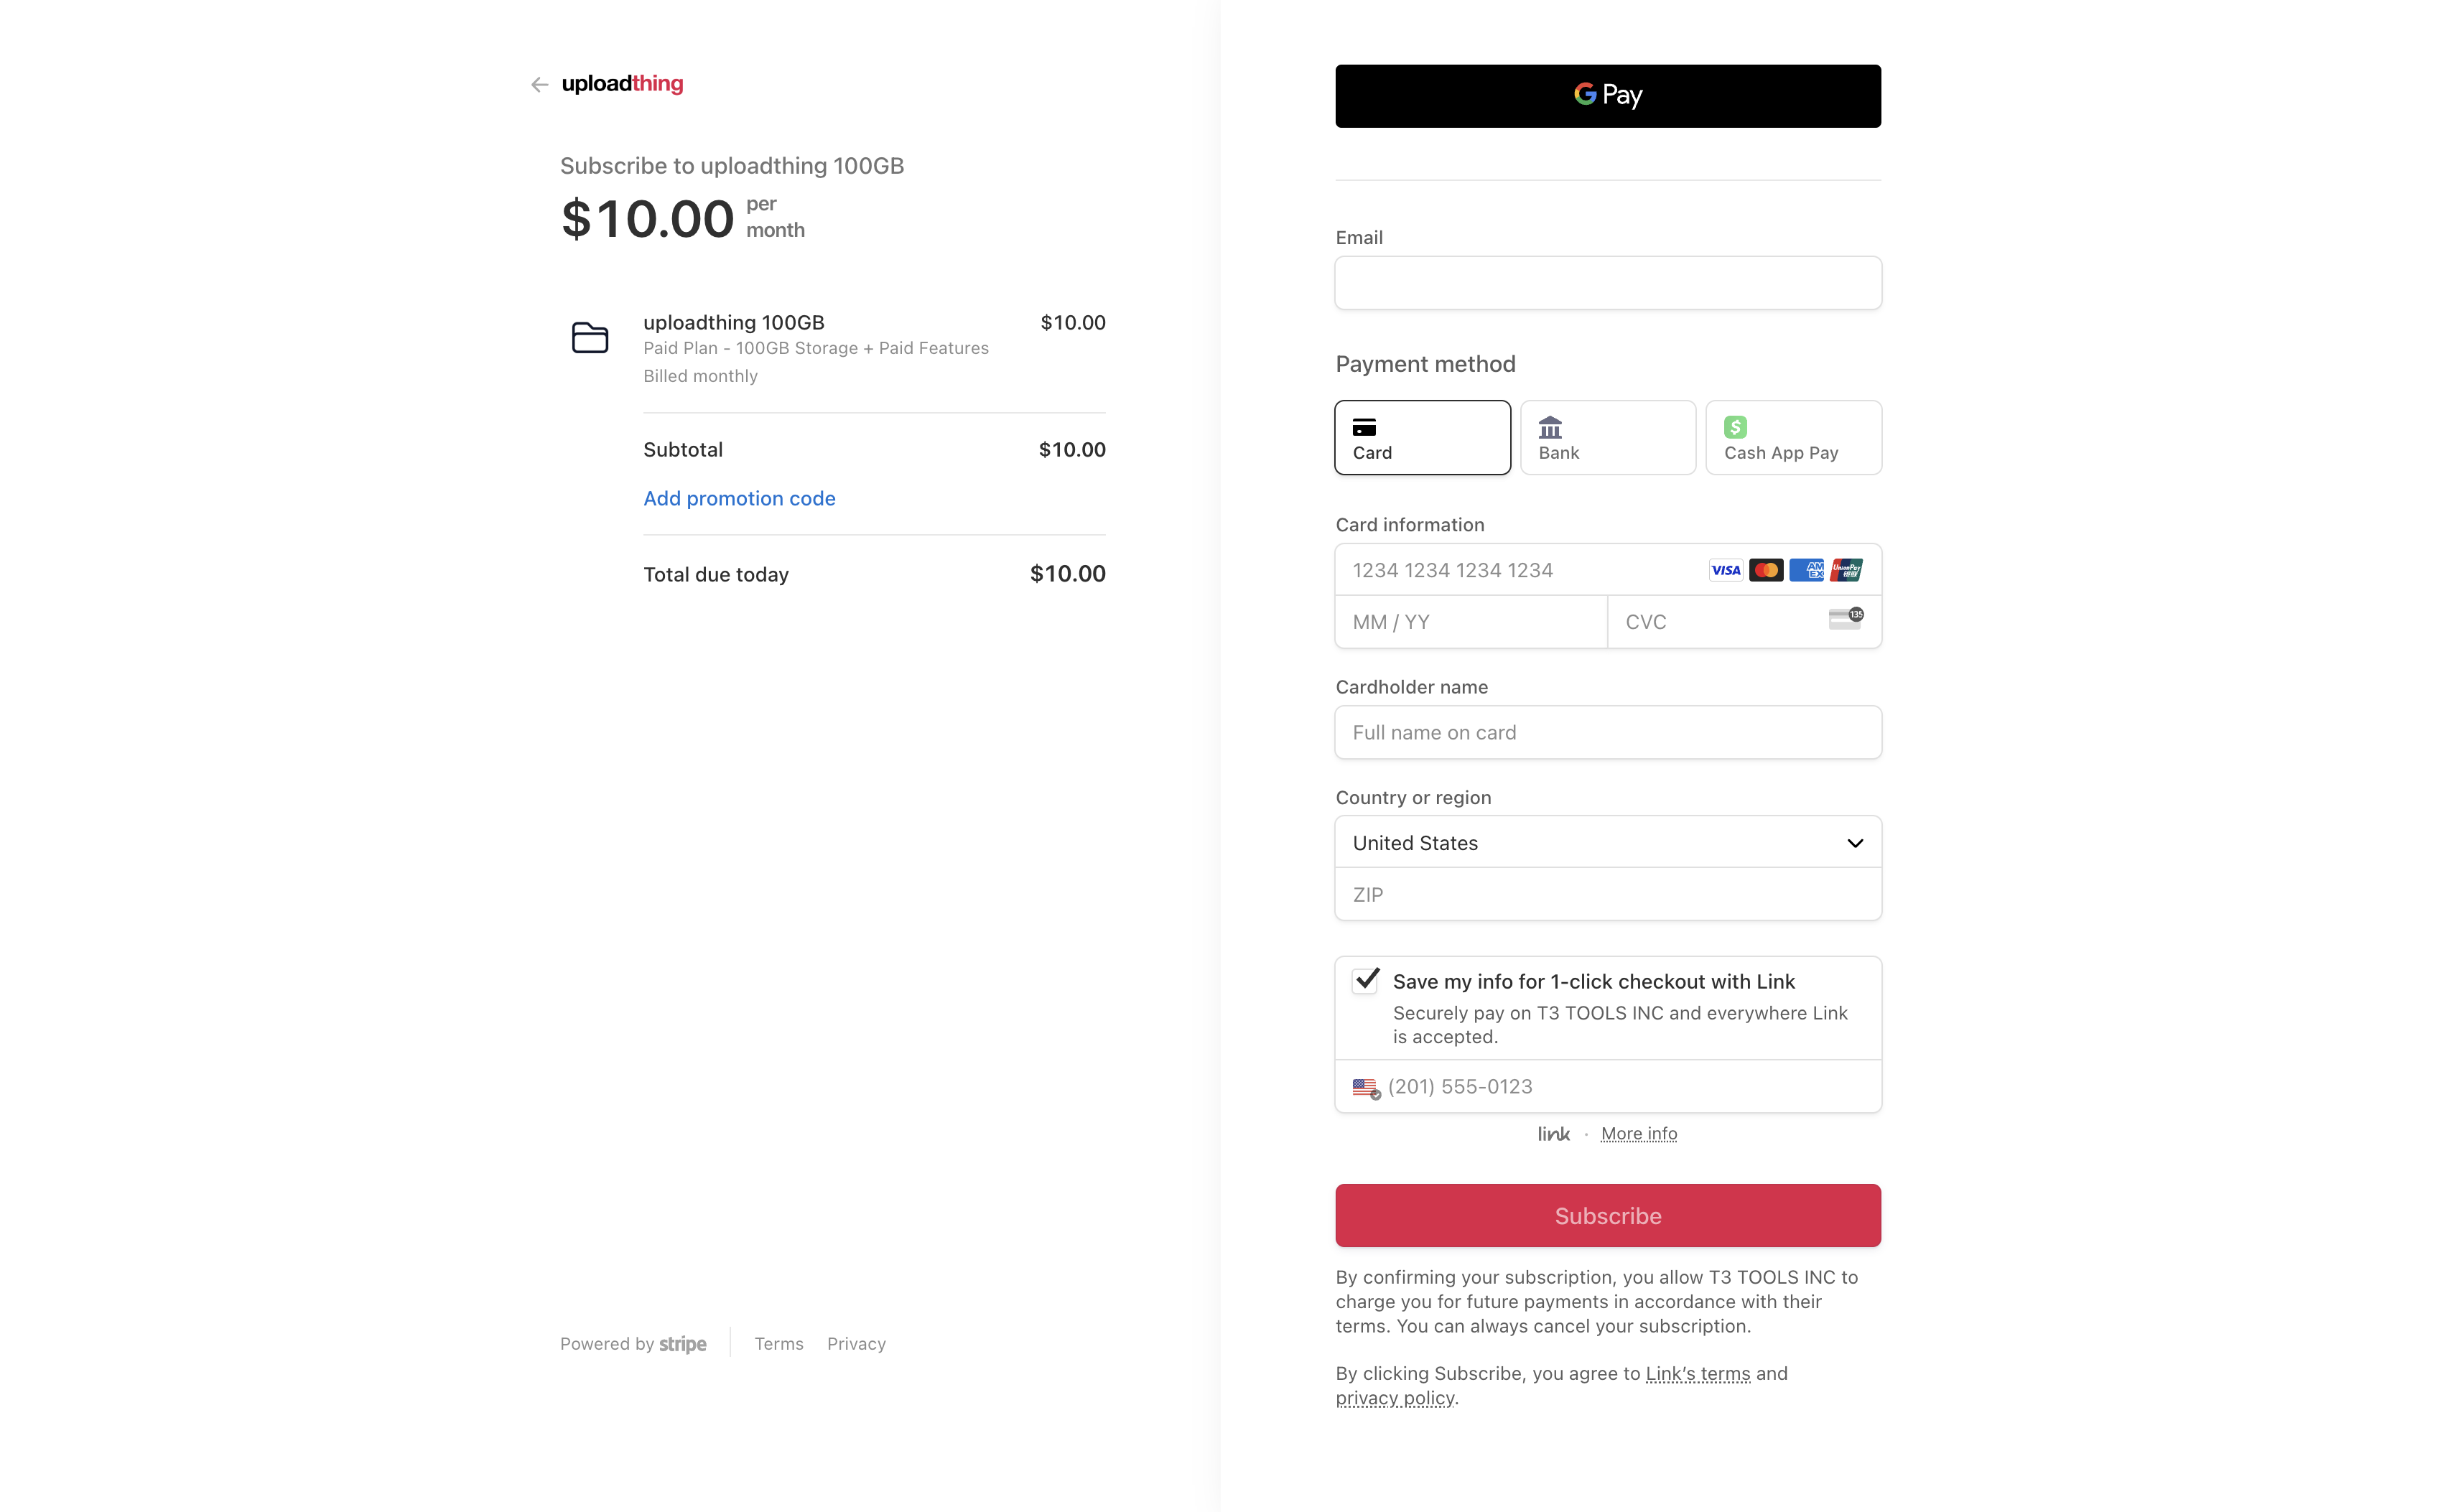 uploadthing
Subscribe to uploadthing 100GB
$10.00 per
month
uploadthing 100GB $10.00
Paid Plan - 100GB Storage + Paid Features
Billed monthly
Subtotal $10.00
Add promotion code
Total due today $10.00
Powered by stripe Terms Privacy
G Pay
Email
Payment method
Card Bank Cash App Pay
Card information
1234 1234 1234 1234 VISA AM EX UnionPay 银联
MM / YY CVC 135
Cardholder name
Full name on card
Country or region
United States
ZIP
Save my info for 1-click checkout with Link
Securely pay on T3 TOOLS INC and everywhere Link
is accepted.
(201) 555-0123
link · More info
Subscribe
By confirming your subscription, you allow T3 TOOLS INC to
charge you for future payments in accordance with their
terms. You can always cancel your subscription.
By clicking Subscribe, you agree to Link’s terms and
privacy policy.